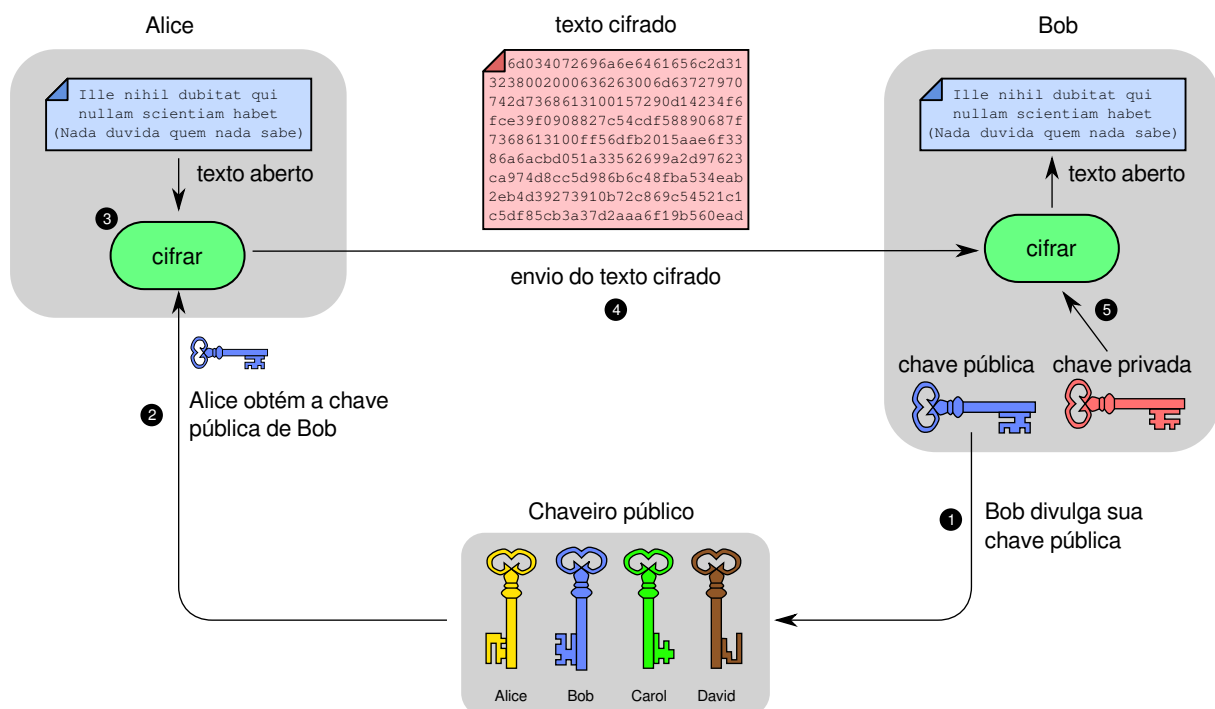 Alice
texto cifrado
Bob
Ille nihil dubitat qui
nullam scientiam habet
(Nada duvida quem nada sabe)
6d034072696a6e6461656c2d31
3238002000636263006d63727970
742d7368613100157290d14234f6
fce39f0908827c54cdf58890687f
7368613100ff56dfb2015aae6f33
86a6acbd051a33562699a2d97623
ca974d8cc5d986b6c48fba534eab
2eb4d39273910b72c869c54521c1
c5df85cb3a37d2aaa6f19b560ead
Ille nihil dubitat qui
nullam scientiam habet
(Nada duvida quem nada sabe)
texto aberto
texto aberto
3
cifrar
cifrar
envio do texto cifrado
4
5
chave pública
chave privada
2
Alice obtém a chave
pública de Bob
Chaveiro público
1
Bob divulga sua
chave pública
Alice
Bob
Carol
David